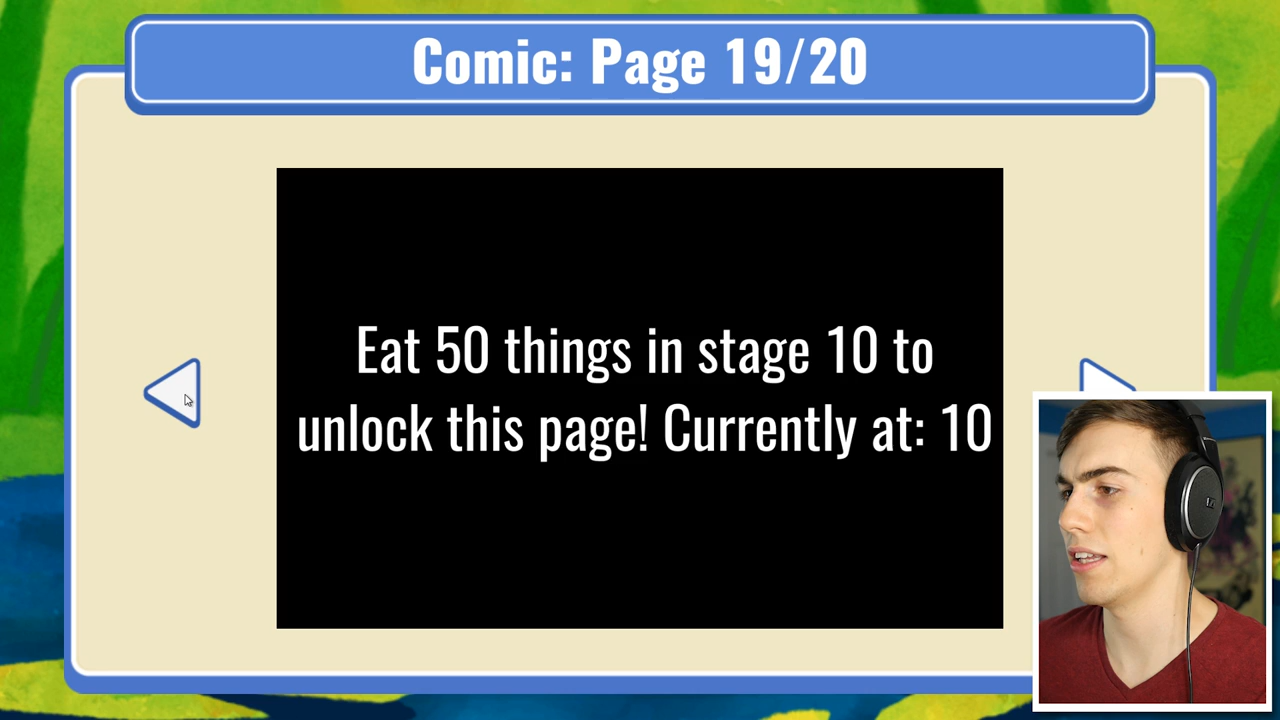 Comic: Page 19/20
Eat 50 things in stage 10 to
unlock this page! Currently at: 10